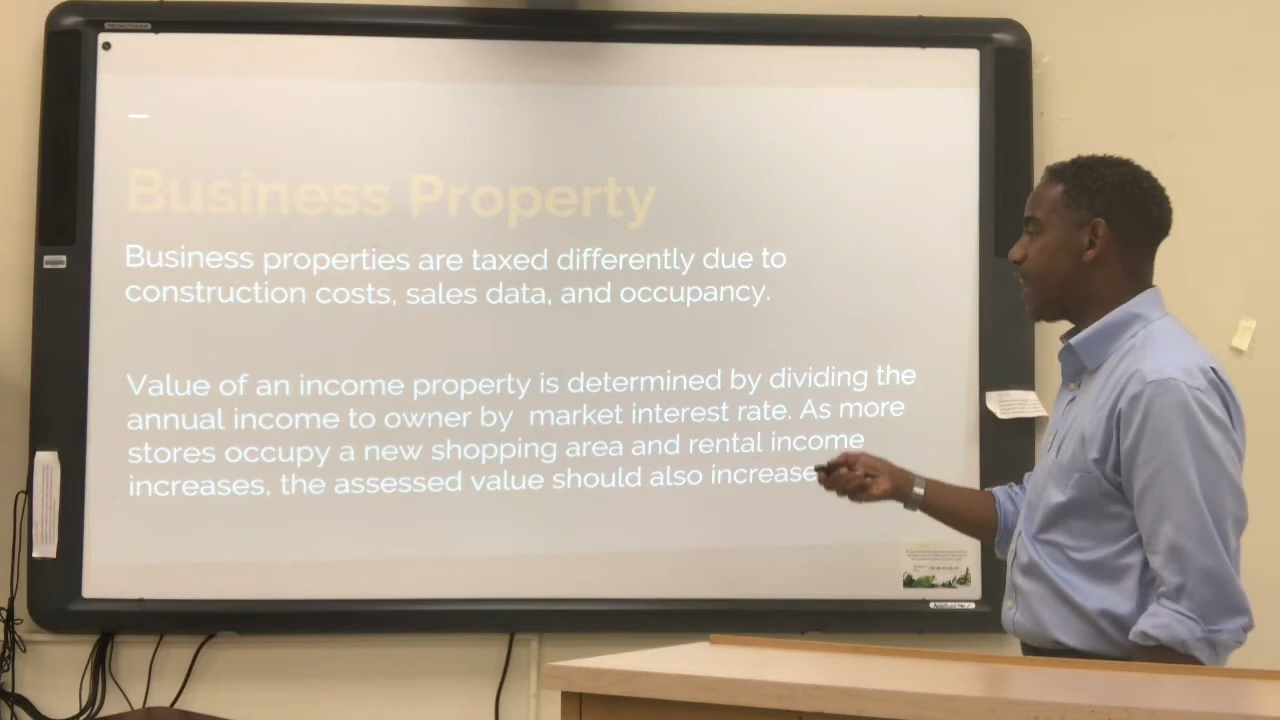 PROMETHEAN
Business Property
Business properties are taxed differently due to
construction costs, sales data, and occupancy.
Value of an income property is determined by dividing the
annual income to owner by market interest rate. As more
stores occupy a new shopping area and rental income
increases, the assessed value should also increase